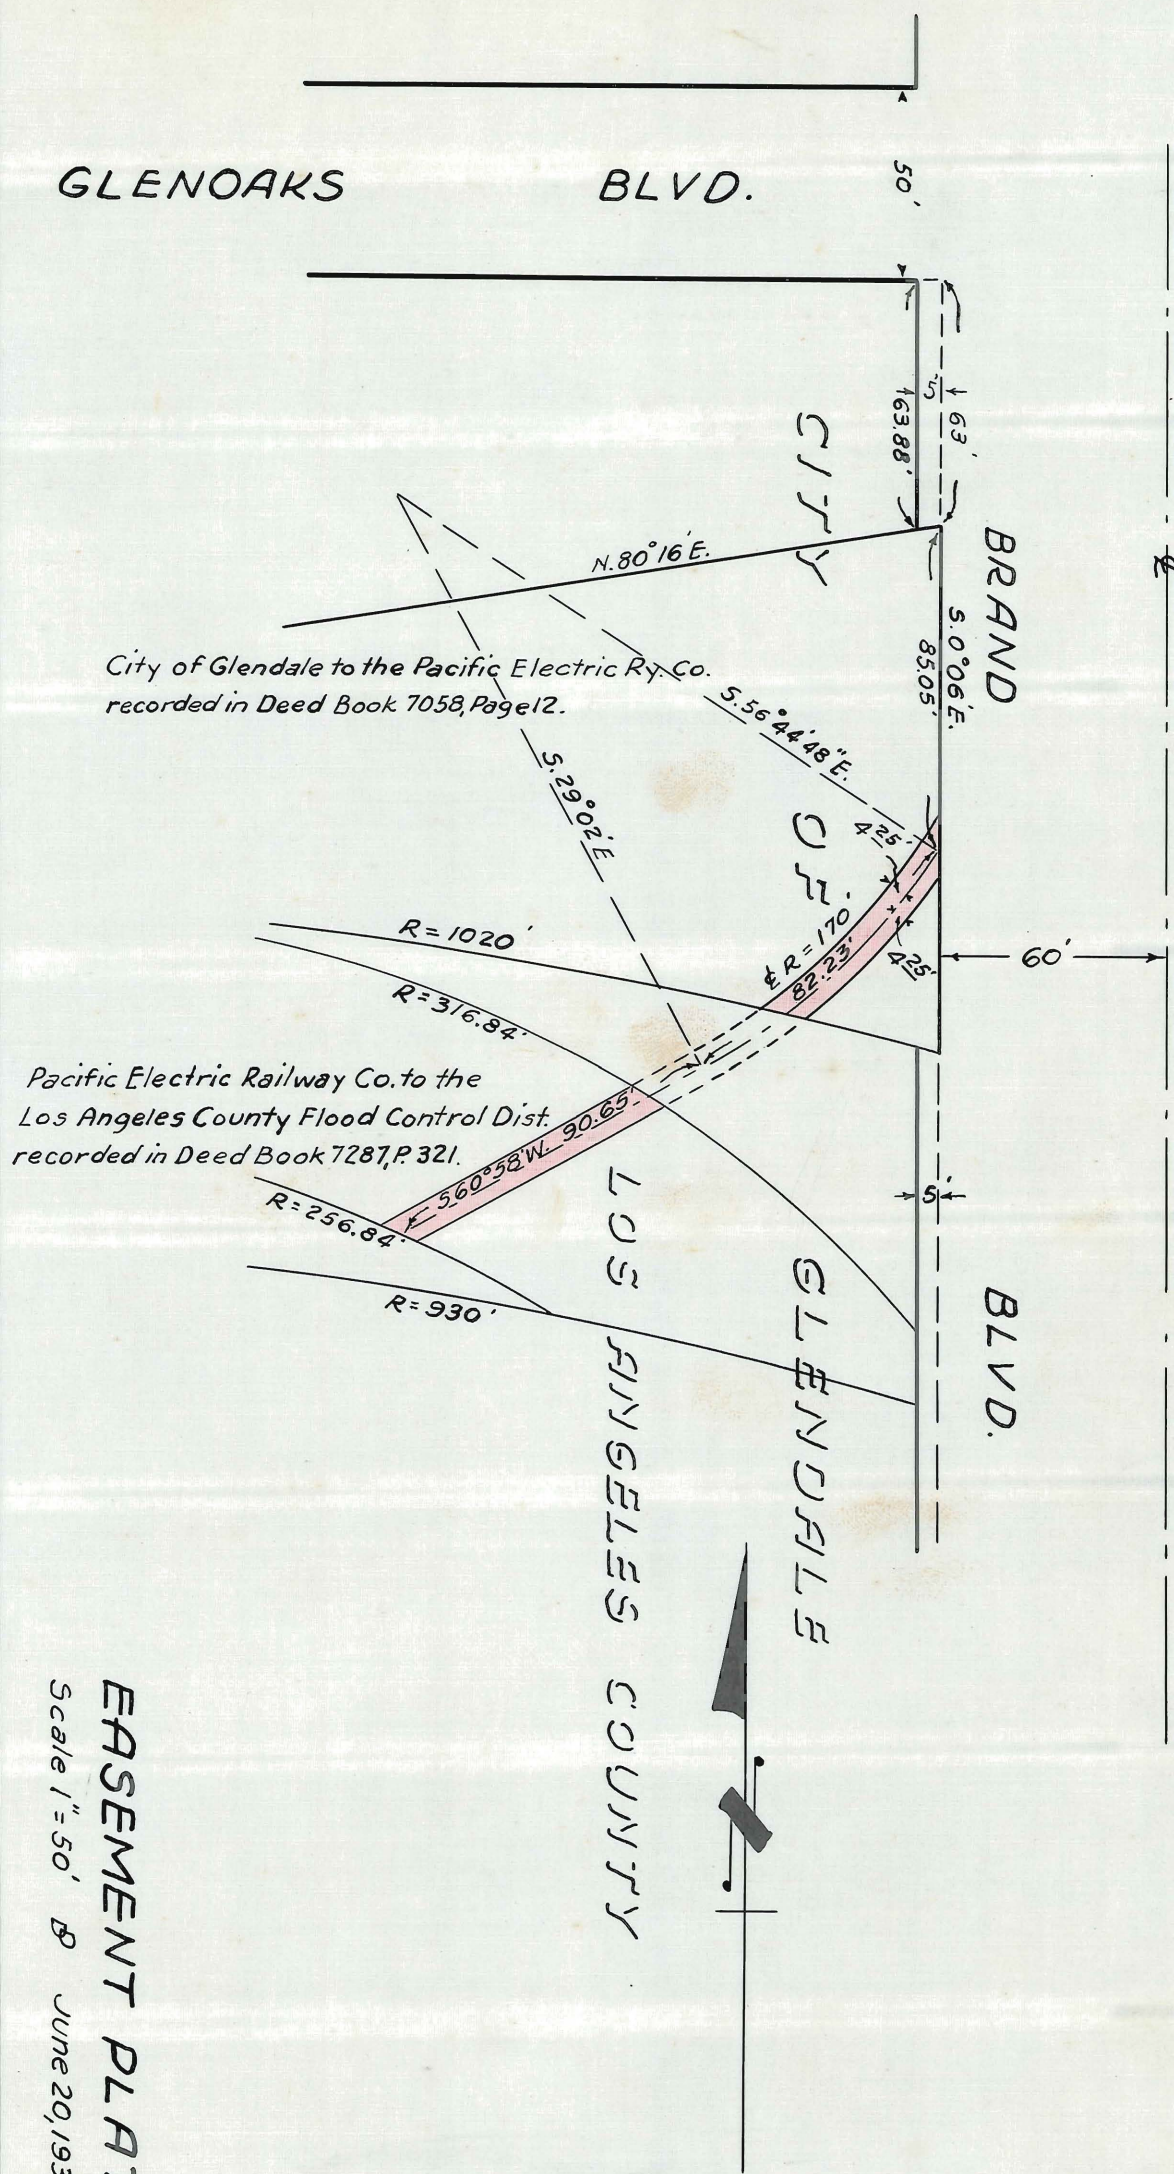 GLENOAKS BLVD.
50'
5'
63'
63.88'
CITY OF GLENDALE
BRAND BLVD.
N.80°16'E.
S.0°06'E.
85.05'
City of Glendale to the Pacific Electric Ry. Co.
recorded in Deed Book 7058, Page 12.
S.56°44'48"E.
S.29°02'E
4.25'
4.25'
℄ R=170'
82.23'
60'
℄
R=1020'
R=316.84'
Pacific Electric Railway Co. to the
Los Angeles County Flood Control Dist.
recorded in Deed Book 7287, P. 321.
S60°58'W. 90.65'
R=256.84'
R=930'
5'
LOS ANGELES COUNTY
EASEMENT
Scale 1"=50'
June 20,